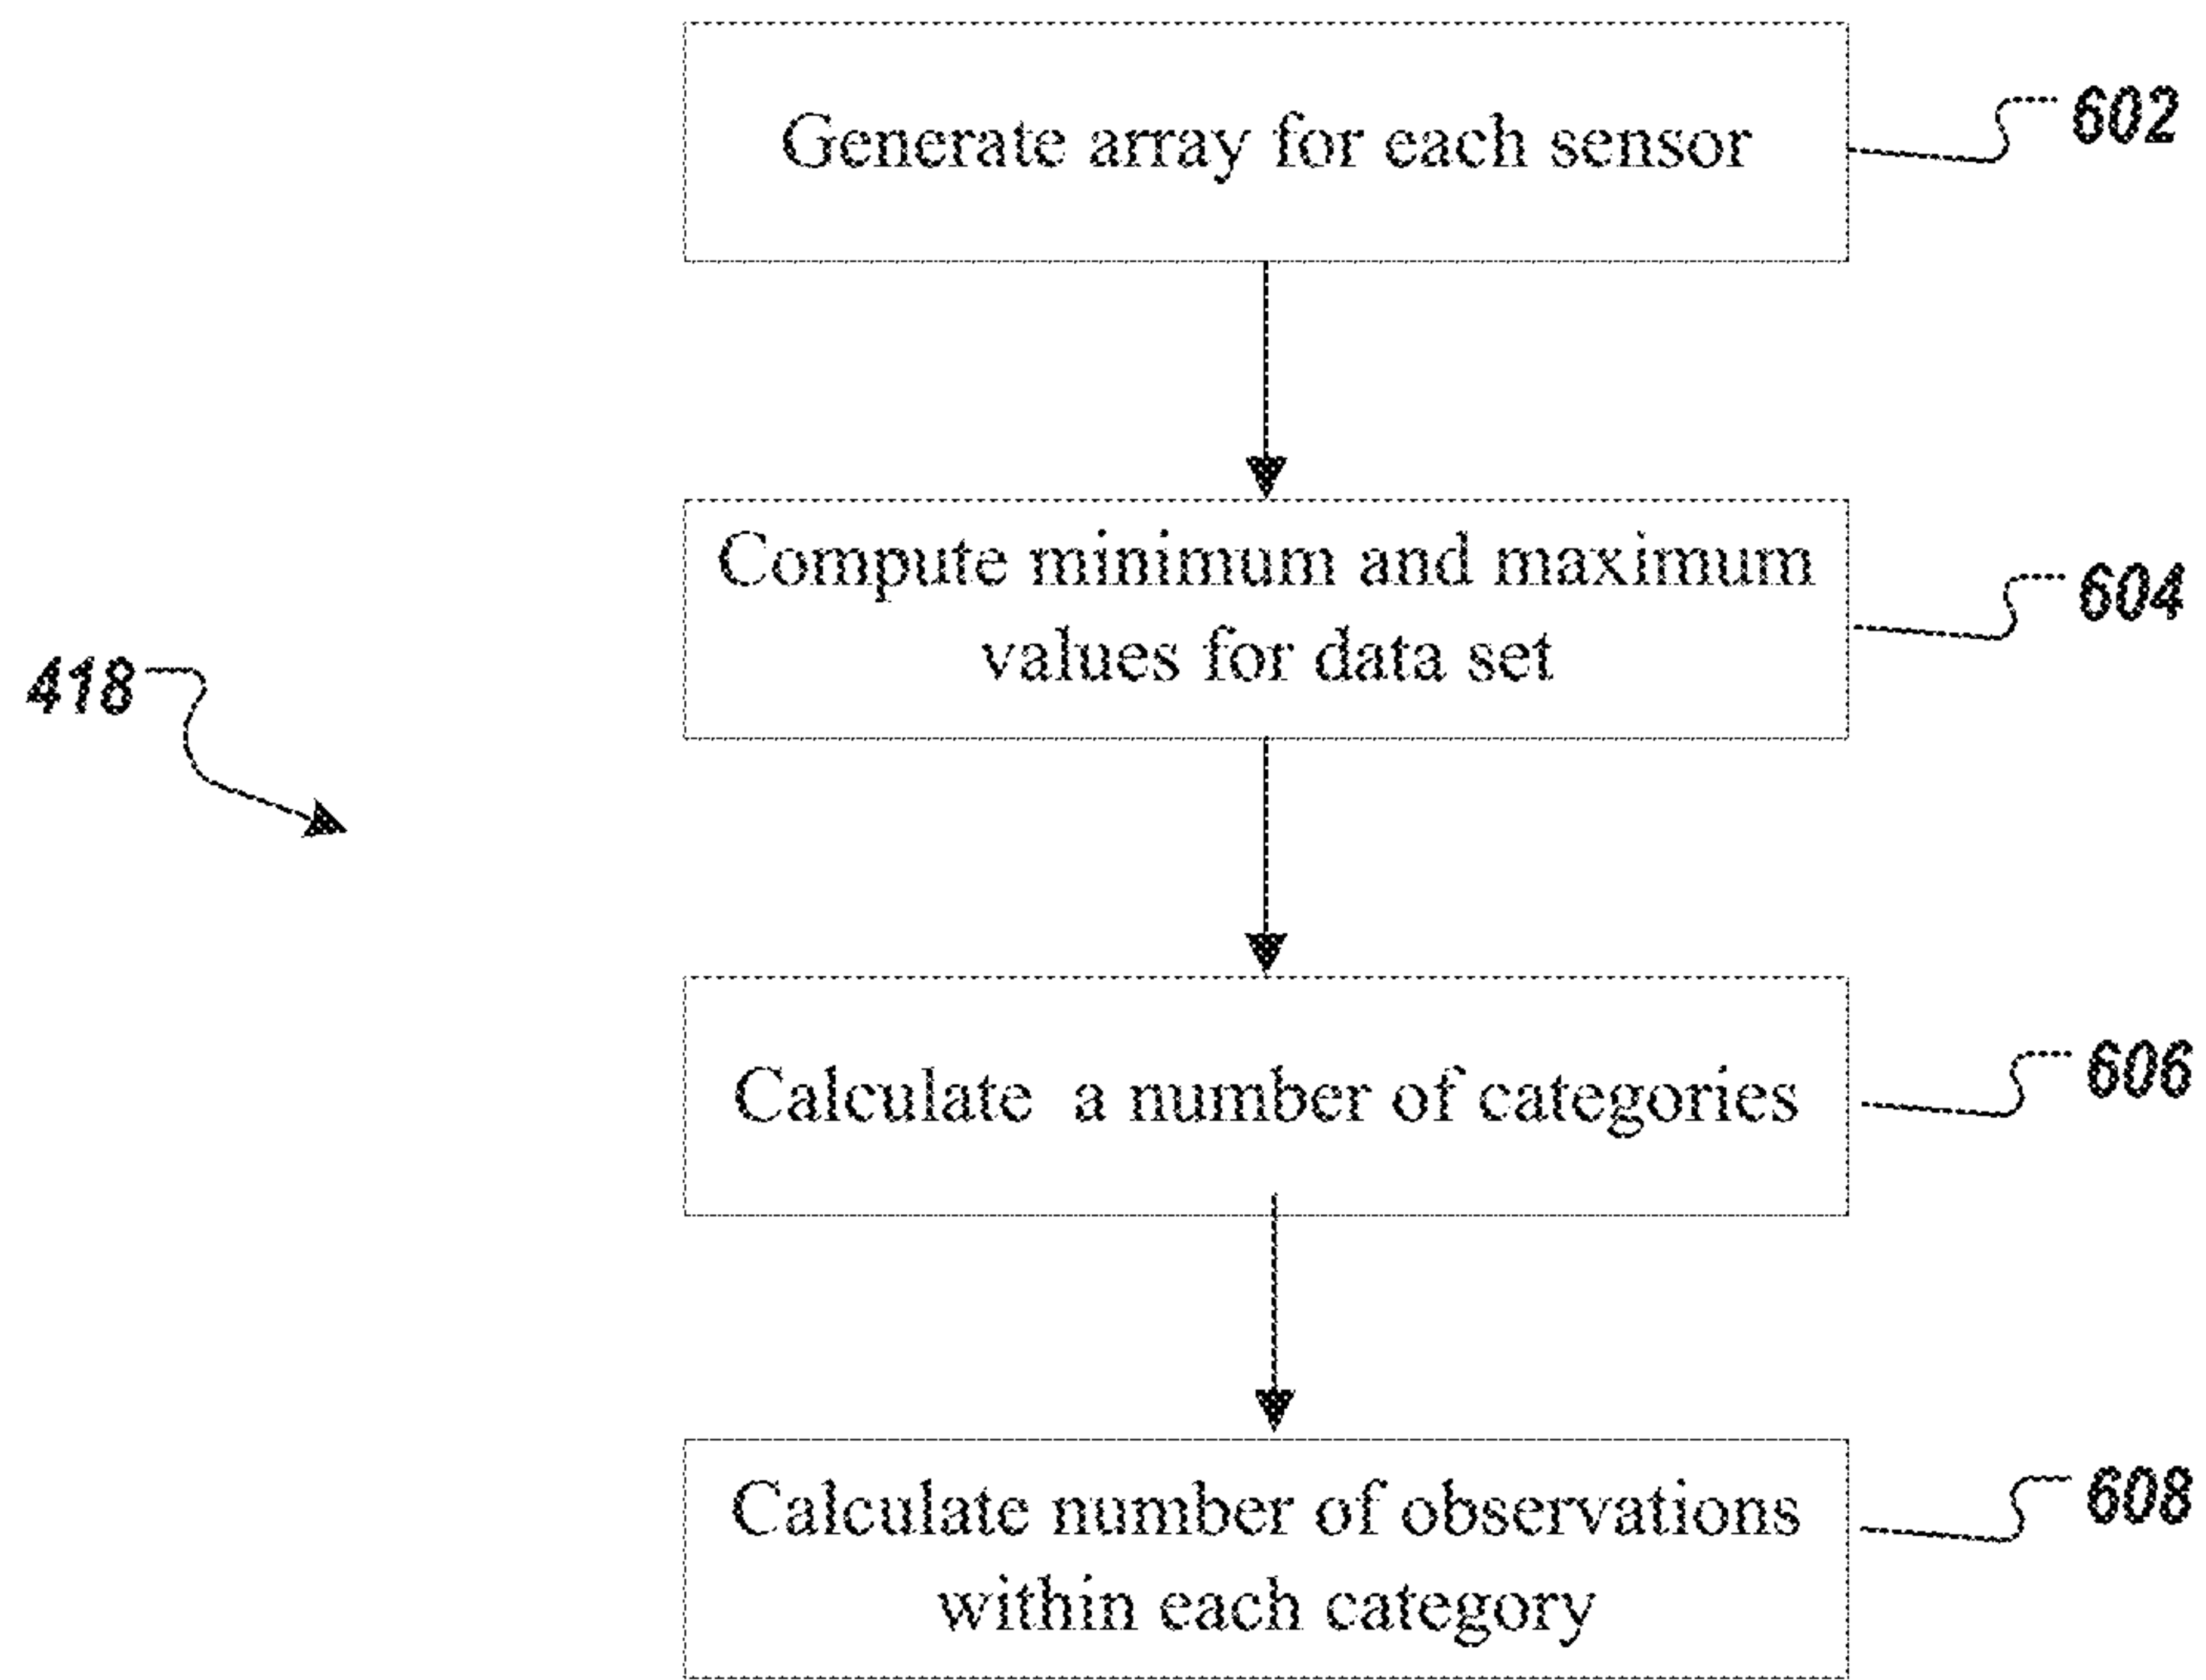 Generate array for each sensor
602
Compute minimum and maximum
values for data set
604
418
Calculate a number of categories
606
Calculate number of observations
within each category
608